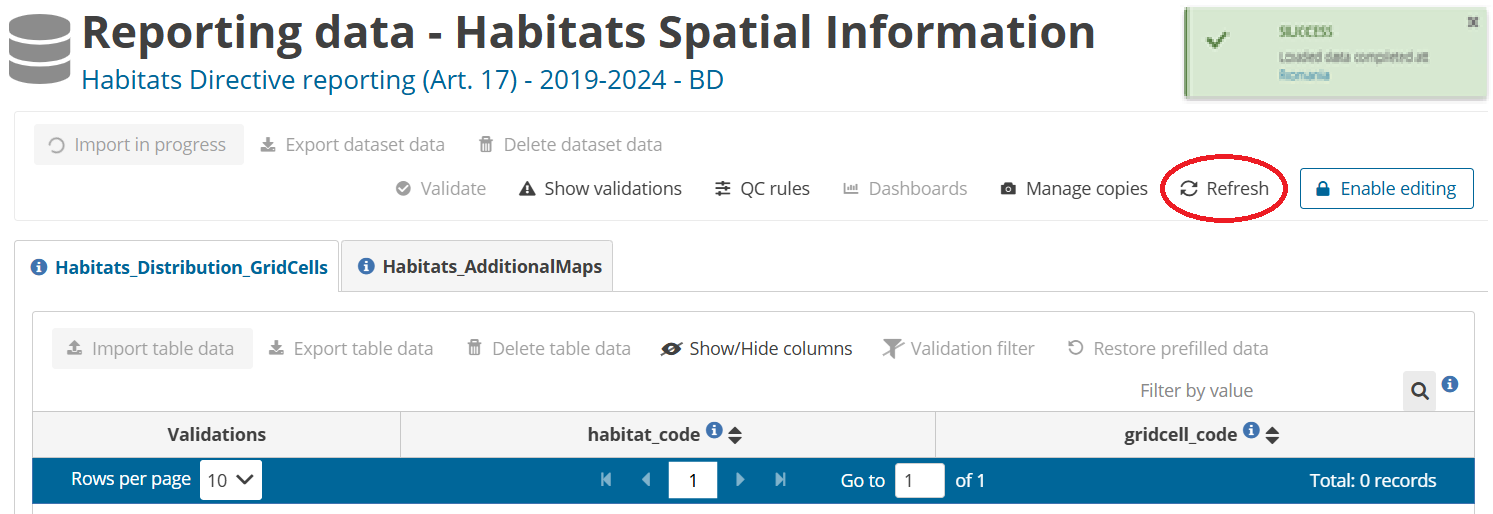 Reporting data - Habitats Spatial Information
Habitats Directive reporting (Art. 17) - 2019-2024 - BD
SUCCESS
Loaded data completed at
Romania
Import in progress Export dataset data Delete dataset data
Validate Show validations QC rules Dashboards Manage copies Refresh Enable editing
Habitats_Distribution_GridCells Habitats_AdditionalMaps
Import table data Export table data Delete table data Show/Hide columns Validation filter Restore prefilled data
Filter by value
Validations habitat_code gridcell_code
Rows per page 10 1 Go to 1 of 1 Total: 0 records